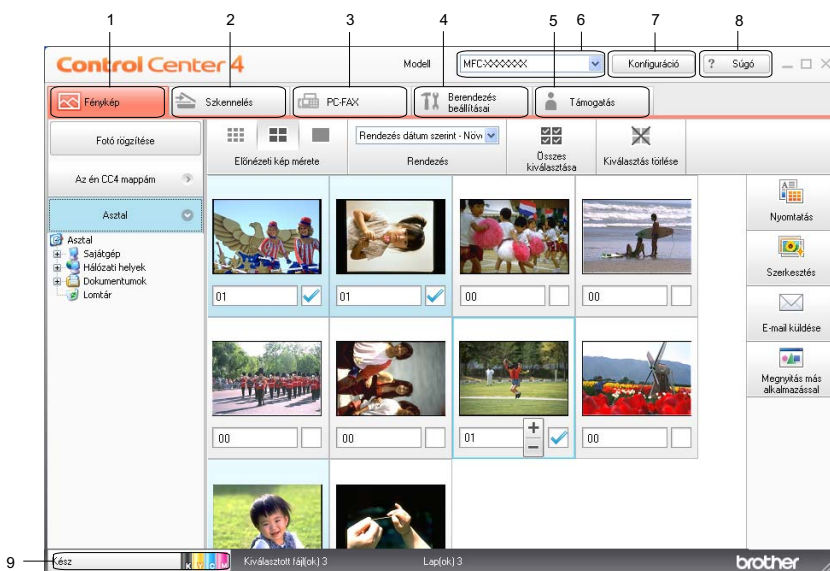 1 2 3 4 5 6 7 8
Control Center 4
Modell
MFC-XXXXXX
Konfiguráció
? Súgó
Fénykép
Szkennelés
PC-FAX
Berendezés
beállításai
Támogatás
Fotó rögzítése
Az én CC4 mappám
Asztal
Asztal
Sajátgép
Hálózati helyek
Dokumentumok
Lomtár
Előnézeti kép mérete
Rendezés dátum szerint - Növ
Rendezés
Összes
kiválasztása
Kiválasztás törlése
01
01
00
00
00
00
01
00
Nyomtatás
Szerkesztés
E-mail küldése
Megnyitás más
alkalmazással
9
Kész
K Y C M
Kiválasztott fájl(ok) 3
Lap(ok) 3
brother